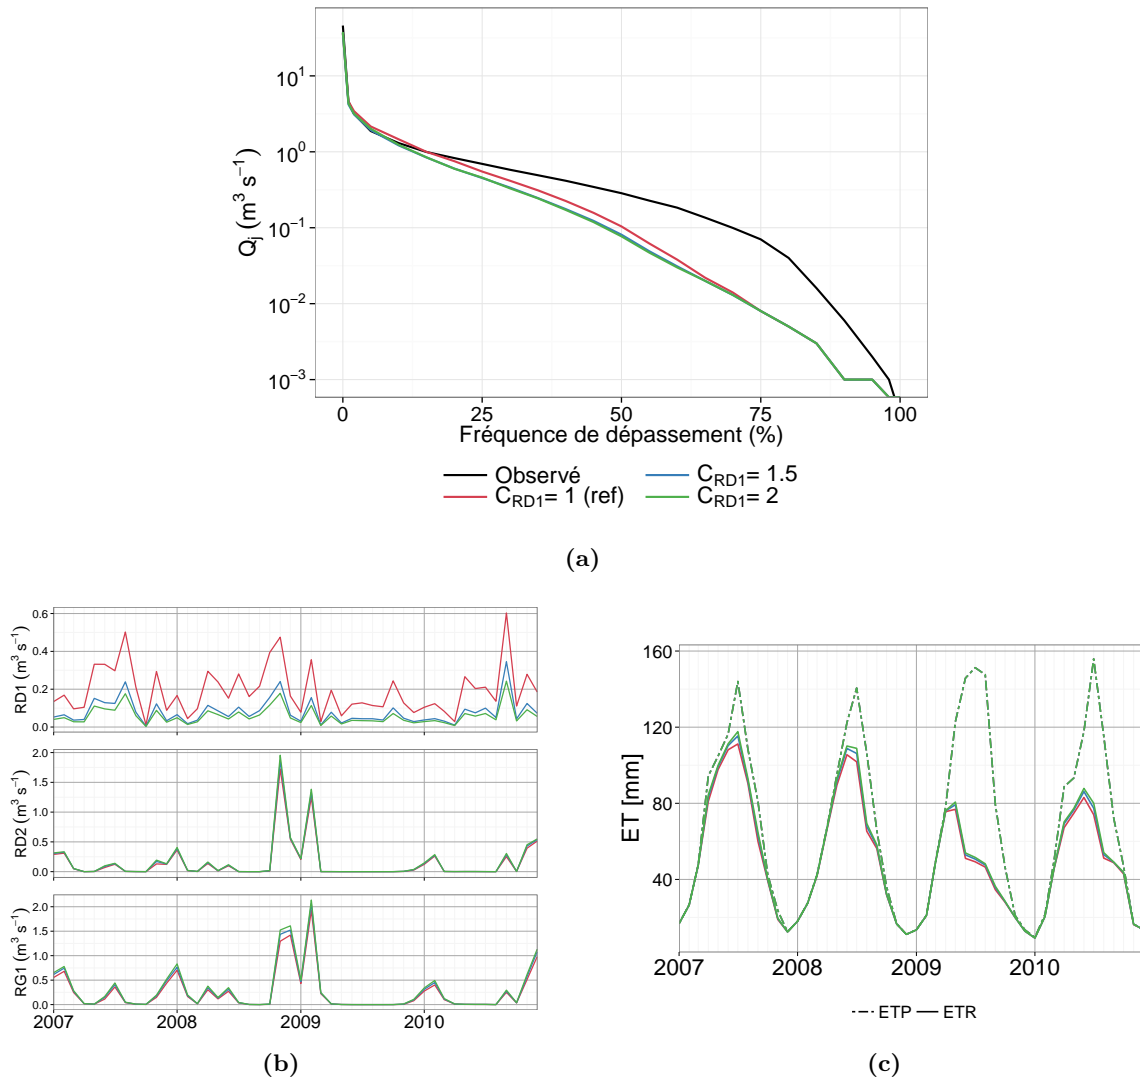 Q_j (m³ s⁻¹)
10¹
10⁰
10⁻¹
10⁻²
10⁻³
0 25 50 75 100
Fréquence de dépassement (%)
Observé C_RD1= 1.5
C_RD1= 1 (ref) C_RD1= 2
(a)
RD1 (m³ s⁻¹)
0.6
0.4
0.2
0.0
RD2 (m³ s⁻¹)
2.0
1.5
1.0
0.5
0.0
RG1 (m³ s⁻¹)
2.0
1.5
1.0
0.5
0.0
2007 2008 2009 2010
(b)
ET [mm]
160
120
80
40
2007 2008 2009 2010
ETP ETR
(c)